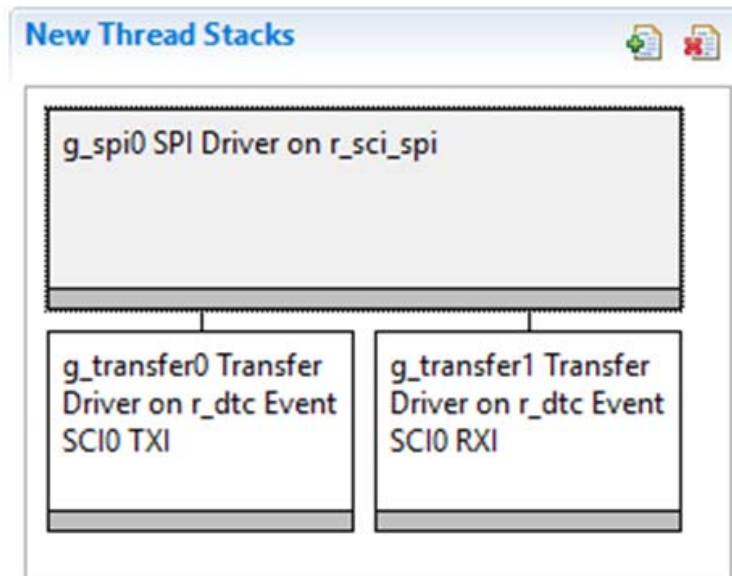 New Thread Stacks
g_spi0 SPI Driver on r_sci_spi
g_transfer0 Transfer
Driver on r_dtc Event
SCI0 TXI
g_transfer1 Transfer
Driver on r_dtc Event
SCI0 RXI